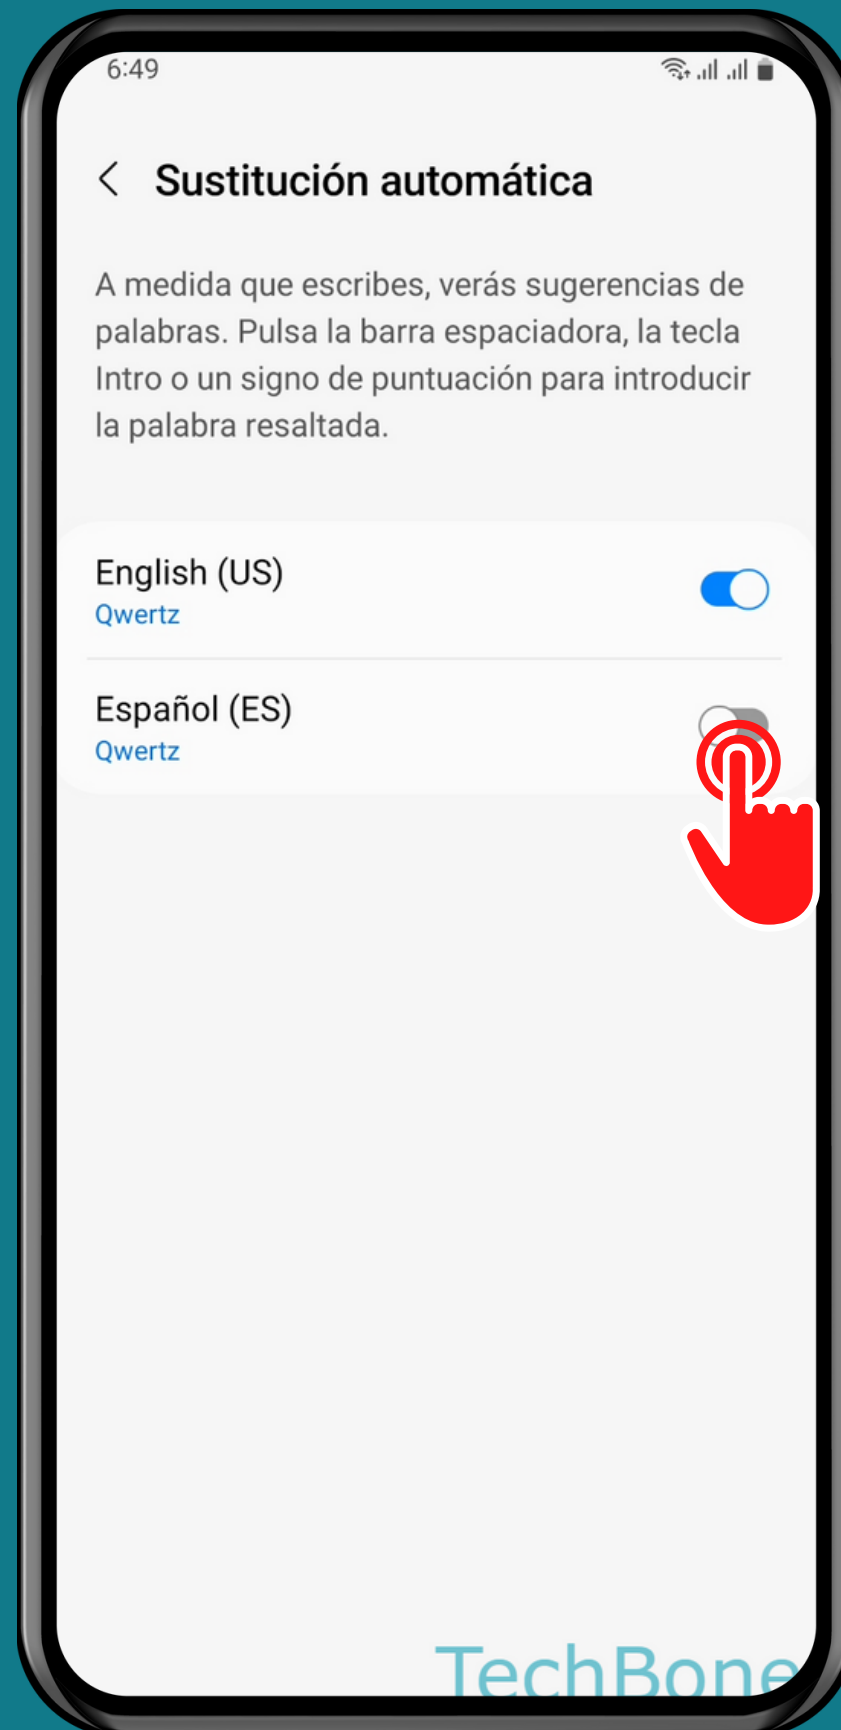 6:49
Sustitución automática
A medida que escribes, verás sugerencias de
palabras. Pulsa la barra espaciadora, la tecla
Intro o un signo de puntuación para introducir
la palabra resaltada.
English (US)
Qwertz
Español (ES)
Qwertz
TechBone